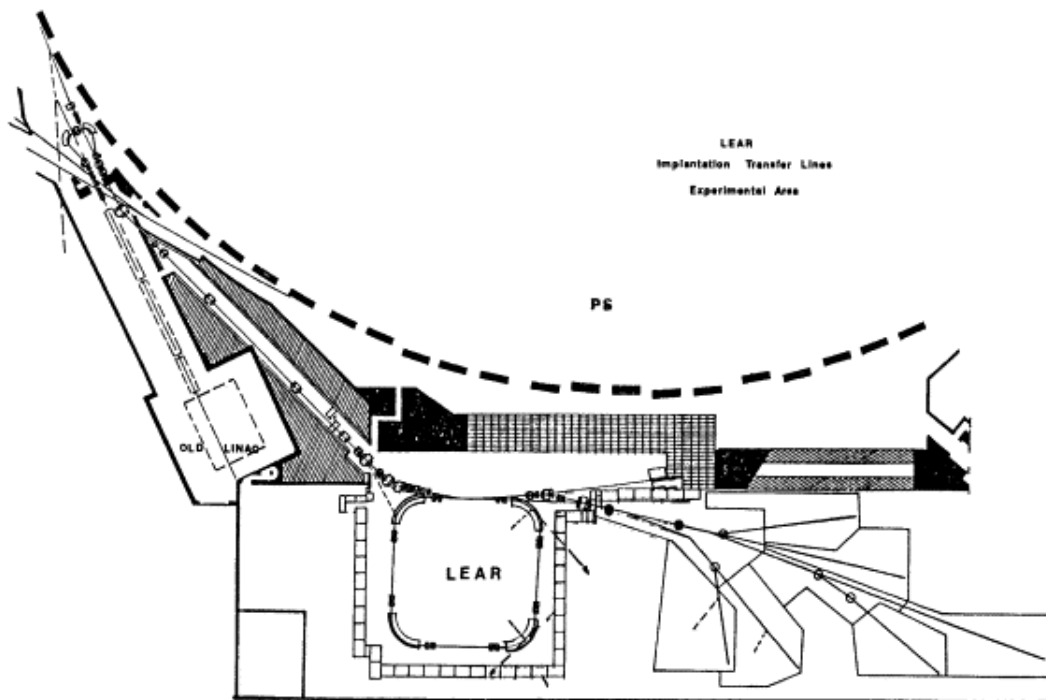 LEAR
Implantation Transfer Lines
Experimental Area
PS
OLD LINAC
LEAR